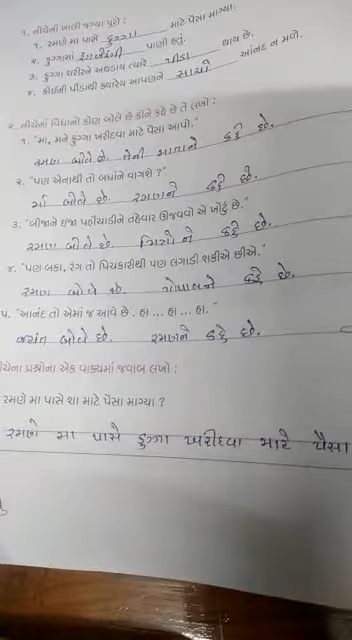 ૧. નીચેની ખાલી જગ્યા પૂરો :
૧. રમણે મા પાસે ફુગ્ગા માટે પૈસા માગ્યા.
૨. ફુગ્ગામાં રંગબેરંગી પાણી હતું.
૩. ફુગ્ગા શરીરને અથડાય ત્યારે પીડા થાય છે.
૪. કોઈની પીડાથી ક્યારેય આપણને સાચો આનંદ ન મળે.
૨. નીચેનાં વિધાનો કોણ બોલે છે કોને કહે છે તે લખો :
૧. "મા, મને ફુગ્ગા ખરીદવા માટે પૈસા આપો."
રમણ બોલે છે. તેની માતાને કહે છે.
૨. "પણ એનાથી તો બધાંને વાગશે ?"
માં બોલે છે. રમણને કહે છે.
૩. "બીજાને ઇજા પહોંચાડીને તહેવાર ઊજવવો એ ખોટું છે."
રમણ બોલે છે. મિત્રોને કહે છે.
૪. "પણ બકા, રંગ તો પિચકારીથી પણ લગાડી શકીએ છીએ."
રમણ બોલે છે. ગોપાલને કહે છે.
૫. "આનંદ તો એમાં જ આવે છે. હા ... હા ... હા."
બોલે છે. રમણને કહે છે.
નીચેના પ્રશ્નોના એક વાક્યમાં જવાબ લખો :
રમણે મા પાસે શા માટે પૈસા માગ્યા ?
રમણે મા પાસે ફુગ્ગા ખરીદવા માટે પૈસા